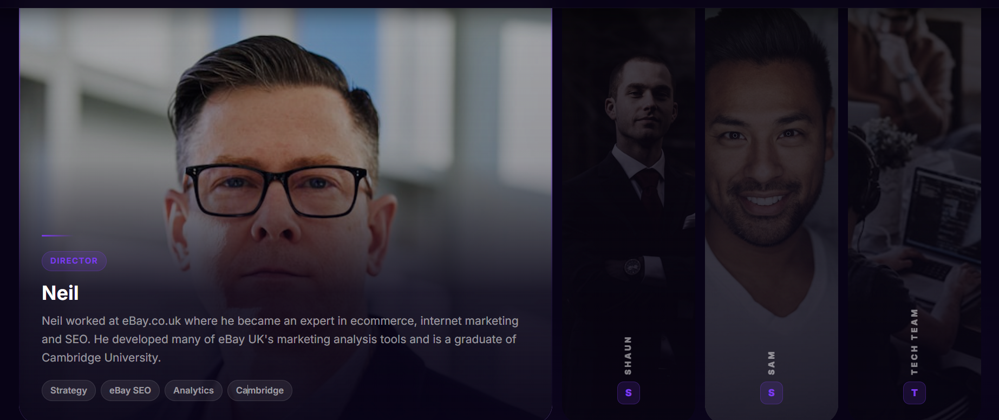 DIRECTOR
Neil
Neil worked at eBay.co.uk where he became an expert in ecommerce, internet marketing
and SEO. He developed many of eBay UK's marketing analysis tools and is a graduate of
Cambridge University.
Strategy
eBay SEO
Analytics
Cambridge
SHAUN
S
SAM
S
TECH TEAM
T